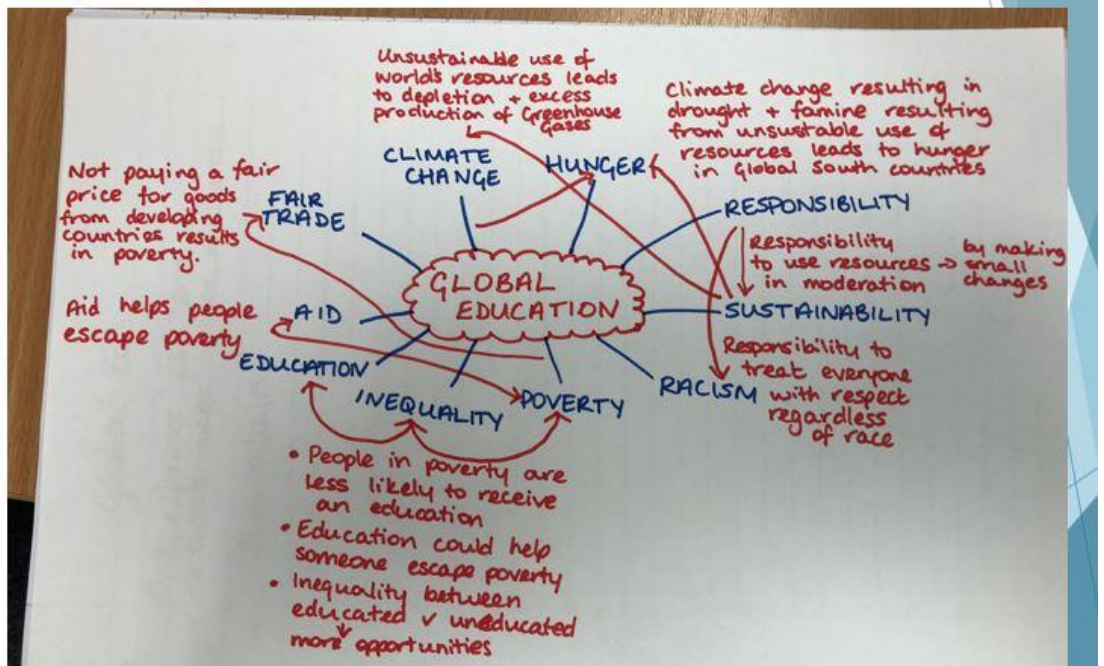 Unsustainable use of
world's resources leads
to depletion + excess
production of Greenhouse
Gases
Climate change resulting in
drought + famine resulting
from unsustable use of
resources leads to hunger
in Global South countries
CLIMATE
CHANGE
HUNGER
Not paying a fair
price for goods
from developing
countries results
in poverty.
FAIR
TRADE
RESPONSIBILITY
Responsibility
to use resources → by making
in moderation small
changes
GLOBAL
EDUCATION
SUSTAINABILITY
Aid helps people
escape poverty
AID
EDUCATION
INEQUALITY
POVERTY
RACISM
Responsibility to
treat everyone
with respect
regardless
of race
• People in poverty are
less likely to receive
an education
• Education could help
someone escape poverty
• Inequality between
educated v uneducated
more opportunities